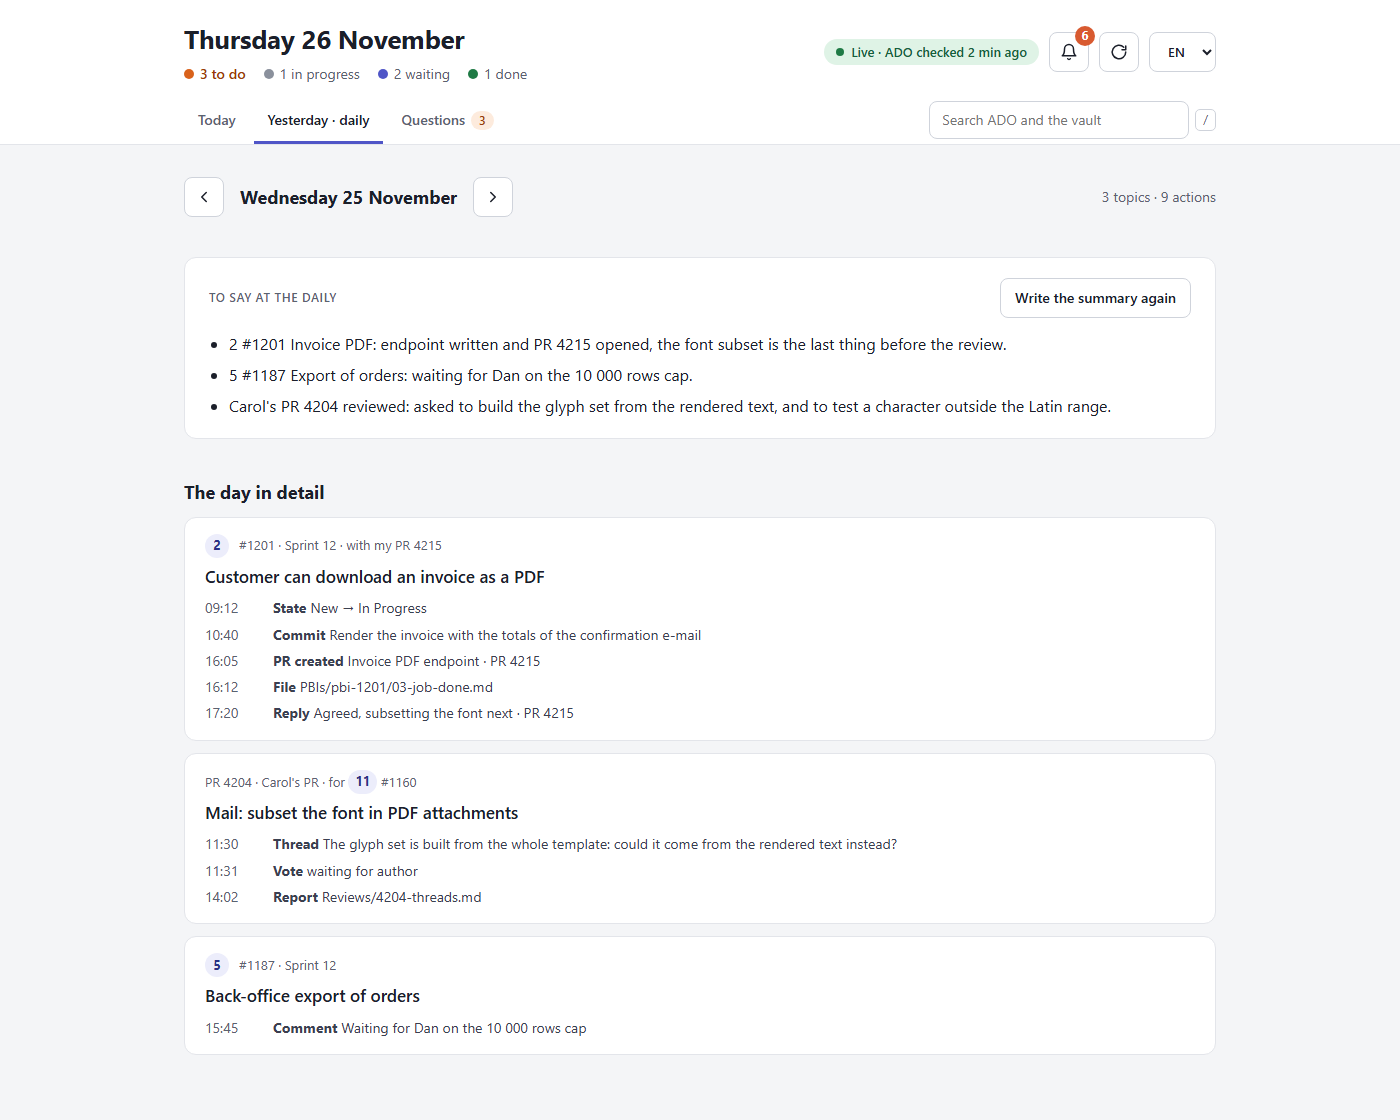 Thursday 26 November
3 to do 1 in progress 2 waiting 1 done
Live · ADO checked 2 min ago
6
EN
Today Yesterday · daily Questions 3
Search ADO and the vault /
Wednesday 25 November
3 topics · 9 actions
TO SAY AT THE DAILY
Write the summary again
2 #1201 Invoice PDF: endpoint written and PR 4215 opened, the font subset is the last thing before the review.
5 #1187 Export of orders: waiting for Dan on the 10 000 rows cap.
Carol's PR 4204 reviewed: asked to build the glyph set from the rendered text, and to test a character outside the Latin range.
The day in detail
2 #1201 · Sprint 12 · with my PR 4215
Customer can download an invoice as a PDF
09:12 State New → In Progress
10:40 Commit Render the invoice with the totals of the confirmation e-mail
16:05 PR created Invoice PDF endpoint · PR 4215
16:12 File PBIs/pbi-1201/03-job-done.md
17:20 Reply Agreed, subsetting the font next · PR 4215
PR 4204 · Carol's PR · for 11 #1160
Mail: subset the font in PDF attachments
11:30 Thread The glyph set is built from the whole template: could it come from the rendered text instead?
11:31 Vote waiting for author
14:02 Report Reviews/4204-threads.md
5 #1187 · Sprint 12
Back-office export of orders
15:45 Comment Waiting for Dan on the 10 000 rows cap